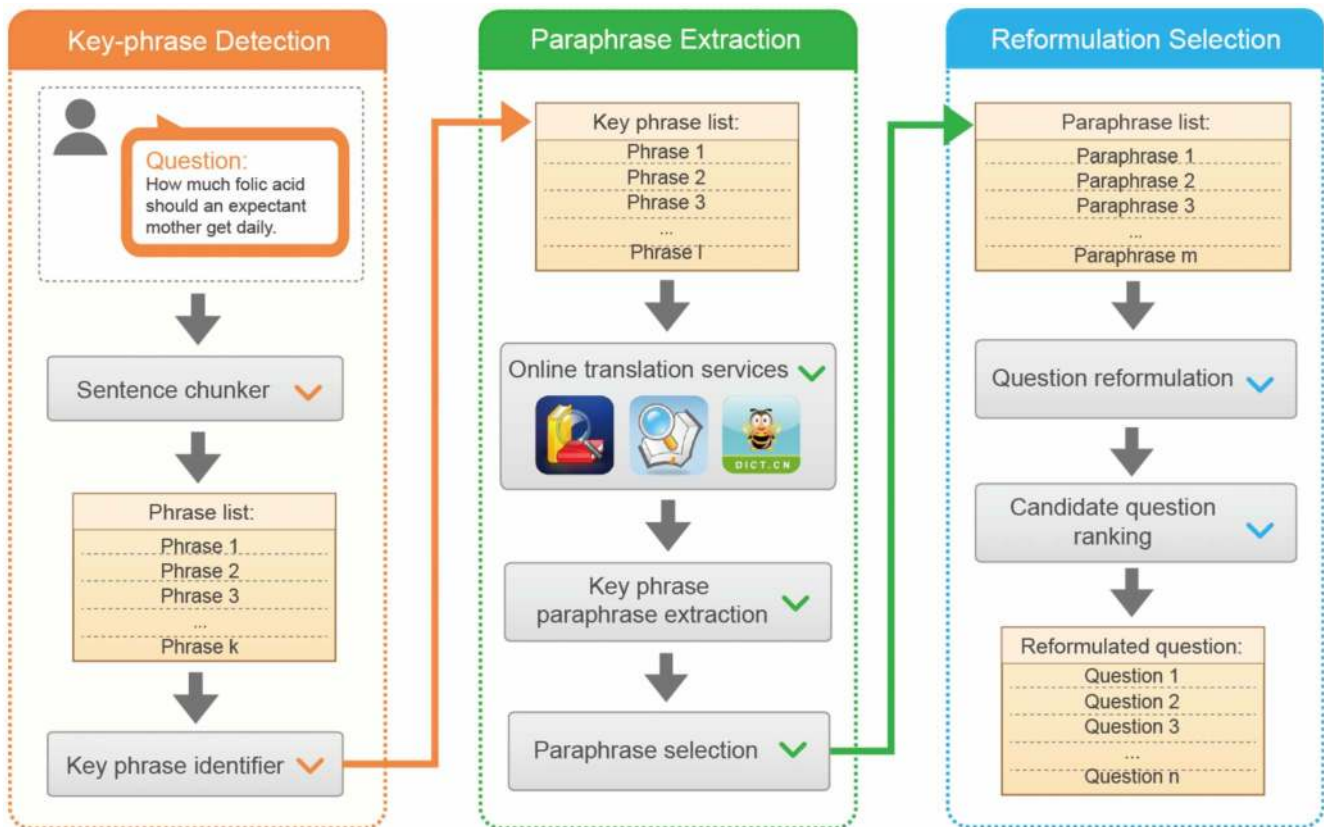 Key-phrase Detection
Question:
How much folic acid
should an expectant
mother get daily.
Sentence chunker
Phrase list:
Phrase 1
Phrase 2
Phrase 3
...
Phrase k
Key phrase identifier
Paraphrase Extraction
Key phrase list:
Phrase 1
Phrase 2
Phrase 3
...
Phrase l
Online translation services
DICT.CN
Key phrase
paraphrase extraction
Paraphrase selection
Reformulation Selection
Paraphrase list:
Paraphrase 1
Paraphrase 2
Paraphrase 3
...
Paraphrase m
Question reformulation
Candidate question
ranking
Reformulated question:
Question 1
Question 2
Question 3
...
Question n